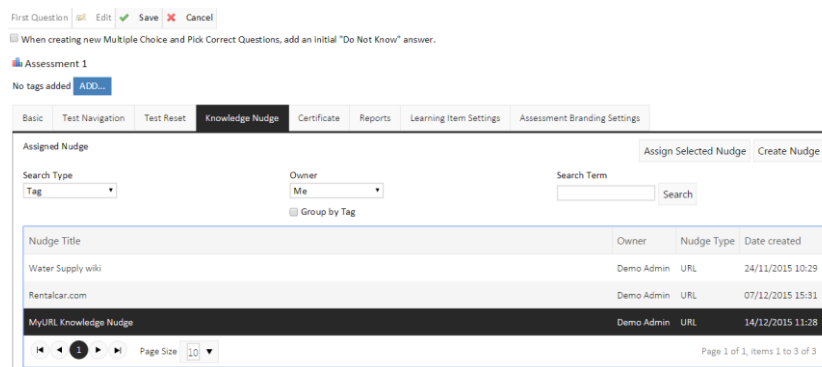 First Question Edit Save Cancel
When creating new Multiple Choice and Pick Correct Questions, add an initial "Do Not Know" answer.
Assessment 1
No tags added ADD...
Basic Test Navigation Test Reset Knowledge Nudge Certificate Reports Learning Item Settings Assessment Branding Settings
Assigned Nudge Assign Selected Nudge Create Nudge
Search Type Owner Search Term
Tag Me Search
Group by Tag
Nudge Title Owner Nudge Type Date created
Water Supply wiki Demo Admin URL 24/11/2015 10:29
Rentalcar.com Demo Admin URL 07/12/2015 15:31
MyURL Knowledge Nudge Demo Admin URL 14/12/2015 11:28
1 Page Size 10 Page 1 of 1, items 1 to 3 of 3